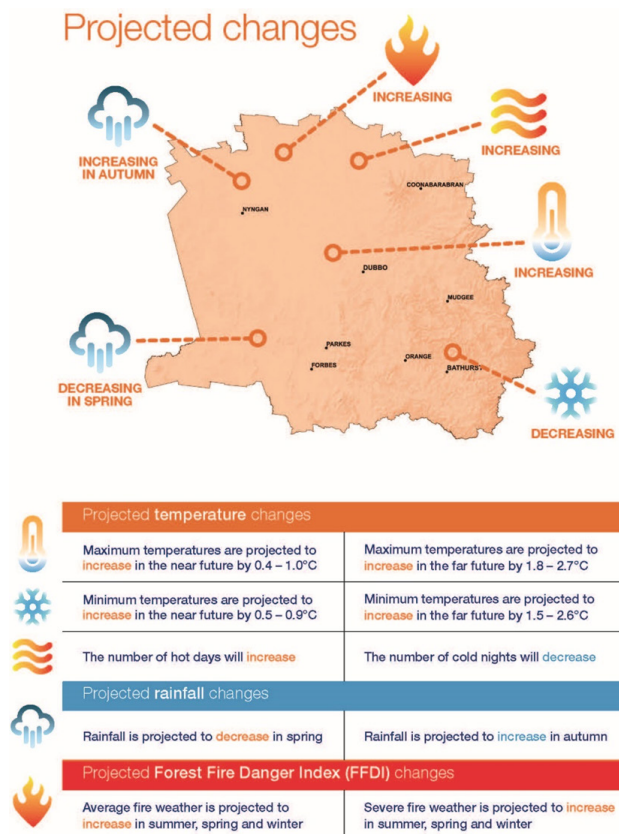 Projected changes
INCREASING
INCREASING
IN AUTUMN
INCREASING
COONABARABRAN
NYNGAN
INCREASING
DUBBO
MUDGEE
DECREASING
IN SPRING
PARKES
FORBES
ORANGE
BATHURST
DECREASING
Projected temperature changes
Maximum temperatures are projected to
increase in the near future by 0.4 – 1.0°C
Maximum temperatures are projected to
increase in the far future by 1.8 – 2.7°C
Minimum temperatures are projected to
increase in the near future by 0.5 – 0.9°C
Minimum temperatures are projected to
increase in the far future by 1.5 – 2.6°C
The number of hot days will increase
The number of cold nights will decrease
Projected rainfall changes
Rainfall is projected to decrease in spring
Rainfall is projected to increase in autumn
Projected Forest Fire Danger Index (FFDI) changes
Average fire weather is projected to
increase in summer, spring and winter
Severe fire weather is projected to increase
in summer, spring and winter